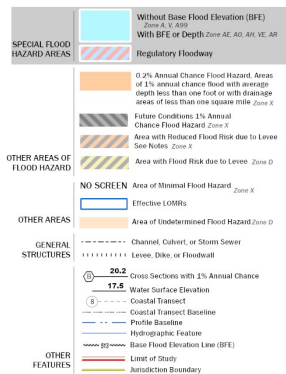 Without Base Flood Elevation (BFE)
Zone A, V, A99
With BFE or Depth Zone AE, AO, AH, VE, AR
SPECIAL FLOOD
HAZARD AREAS
Regulatory Floodway
0.2% Annual Chance Flood Hazard, Areas
of 1% annual chance flood with average
depth less than one foot or with drainage
areas of less than one square mile Zone X
Future Conditions 1% Annual
Chance Flood Hazard Zone X
Area with Reduced Flood Risk due to Levee
See Notes Zone X
OTHER AREAS OF
FLOOD HAZARD
Area with Flood Risk due to Levee Zone D
NO SCREEN Area of Minimal Flood Hazard Zone X
Effective LOMRs
OTHER AREAS
Area of Undetermined Flood Hazard Zone D
GENERAL
STRUCTURES
Channel, Culvert, or Storm Sewer
Levee, Dike, or Floodwall
B 20.2 Cross Sections with 1% Annual Chance
17.5 Water Surface Elevation
8 Coastal Transect
Coastal Transect Baseline
Profile Baseline
Hydrographic Feature
513 Base Flood Elevation Line (BFE)
OTHER
FEATURES
Limit of Study
Jurisdiction Boundary